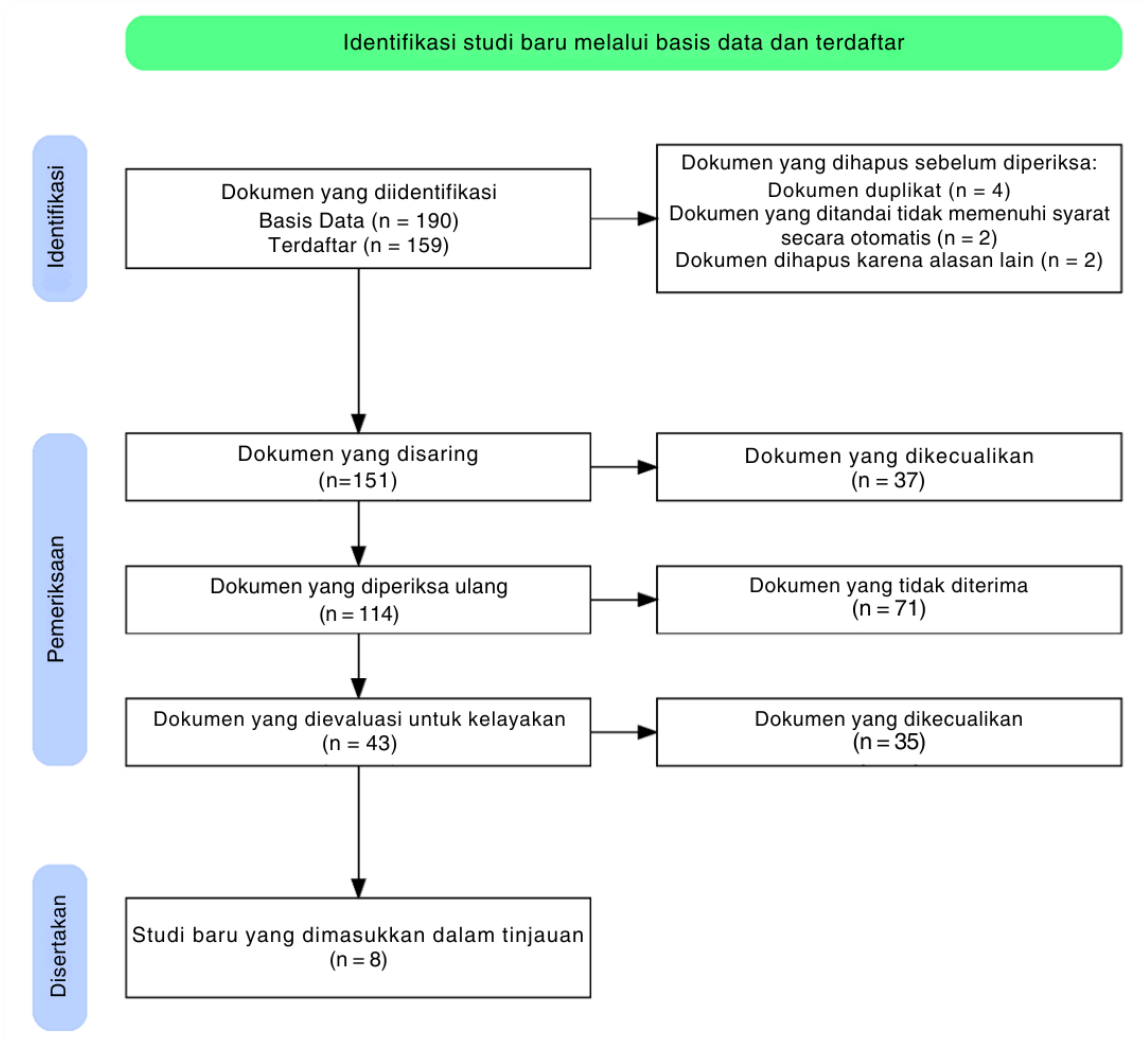 Identifikasi studi baru melalui basis data dan terdaftar
Identifikasi
Dokumen yang diidentifikasi
Basis Data (n = 190)
Terdaftar (n = 159)
Dokumen yang dihapus sebelum diperiksa:
Dokumen duplikat (n = 4)
Dokumen yang ditandai tidak memenuhi syarat
secara otomatis (n = 2)
Dokumen dihapus karena alasan lain (n = 2)
Pemeriksaan
Dokumen yang disaring
(n=151)
Dokumen yang dikecualikan
(n = 37)
Dokumen yang diperiksa ulang
(n = 114)
Dokumen yang tidak diterima
(n = 71)
Dokumen yang dievaluasi untuk kelayakan
(n = 43)
Dokumen yang dikecualikan
(n = 35)
Disertakan
Studi baru yang dimasukkan dalam tinjauan
(n = 8)